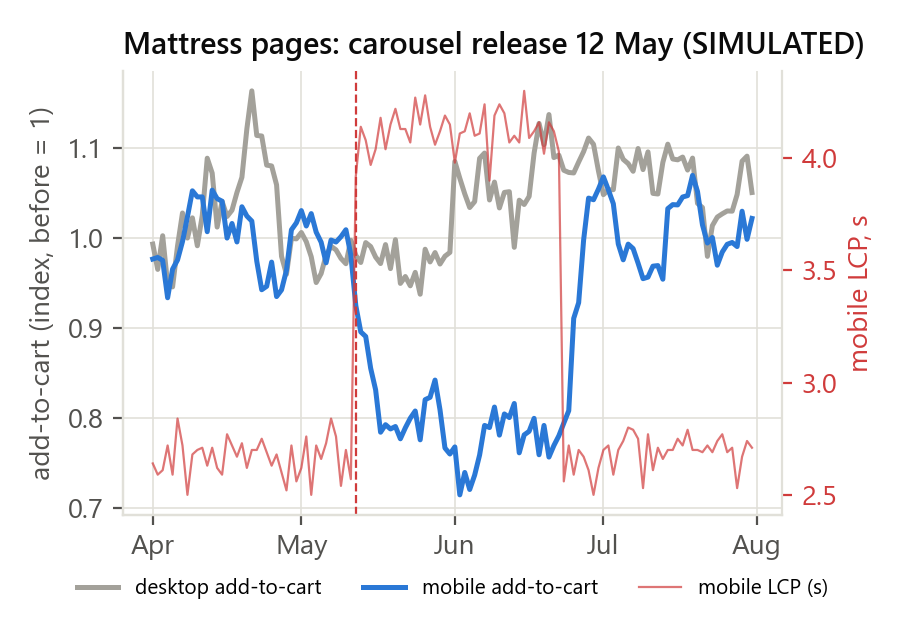 Mattress pages: carousel release 12 May (SIMULATED)
add-to-cart (index, before = 1)
1.1
1.0
0.9
0.8
0.7
4.0
3.5
3.0
2.5
mobile LCP, s
Apr May Jun Jul Aug
desktop add-to-cart mobile add-to-cart mobile LCP (s)